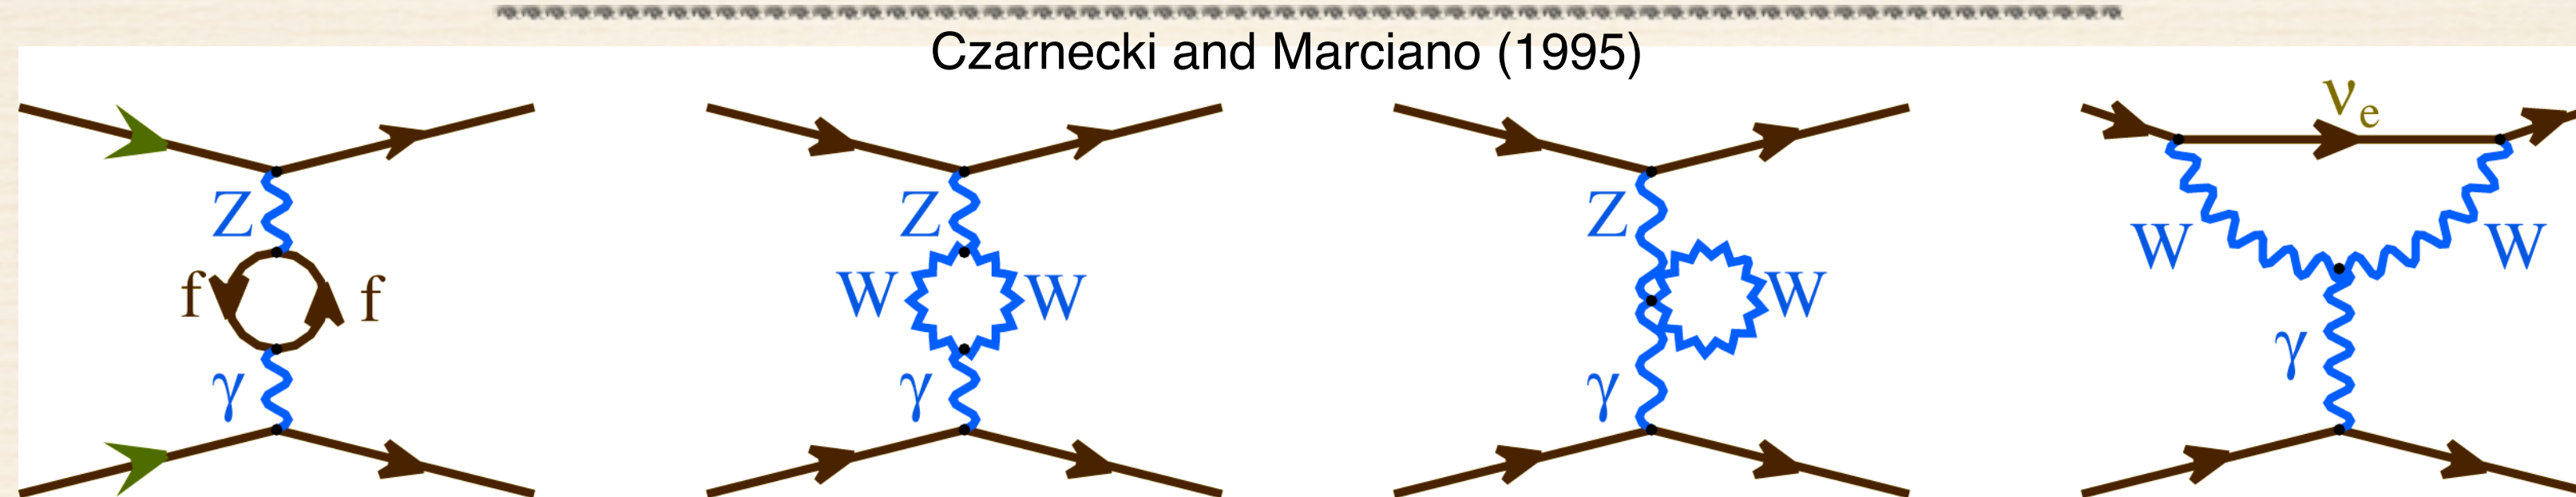 Czarnecki and Marciano (1995)
νe
Z Z Z
W W
f f W W W
γ γ γ γ